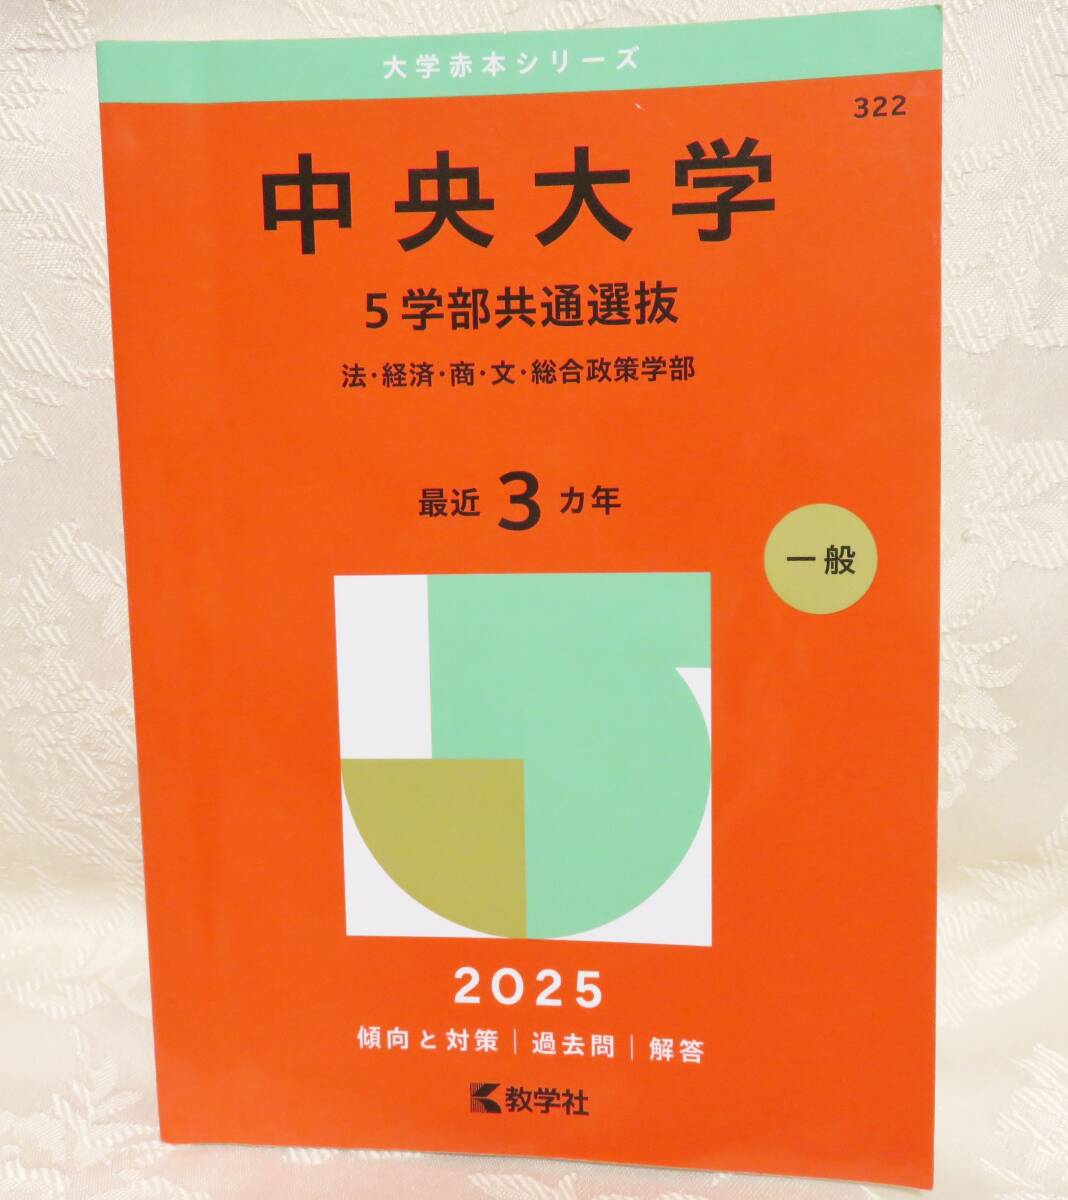 大学赤本シリーズ
322
中央大学
5学部共通選抜
法・経済・商・文・総合政策学部
最近3カ年
一般
2025
傾向と対策|過去問|解答
教学社